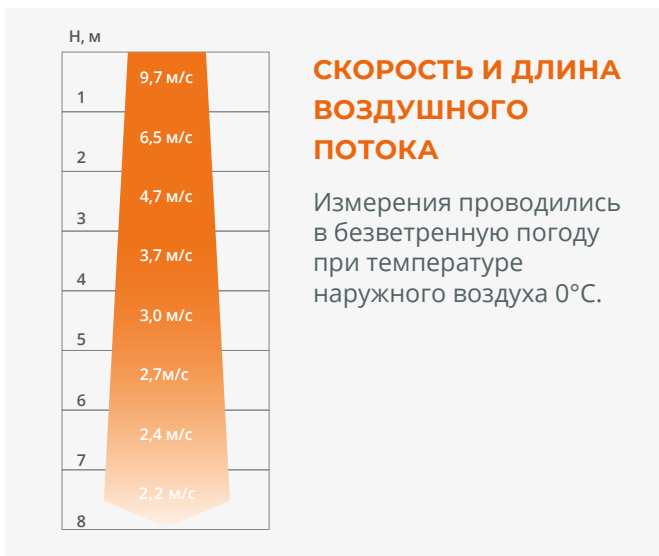 Н, м
9,7 м/с
1
6,5 м/с
2
4,7 м/с
3
3,7 м/с
4
3,0 м/с
5
2,7м/с
6
2,4 м/с
7
2,2 м/с
8
СКОРОСТЬ И ДЛИНА
ВОЗДУШНОГО
ПОТОКА
Измерения проводились
в безветренную погоду
при температуре
наружного воздуха 0°С.